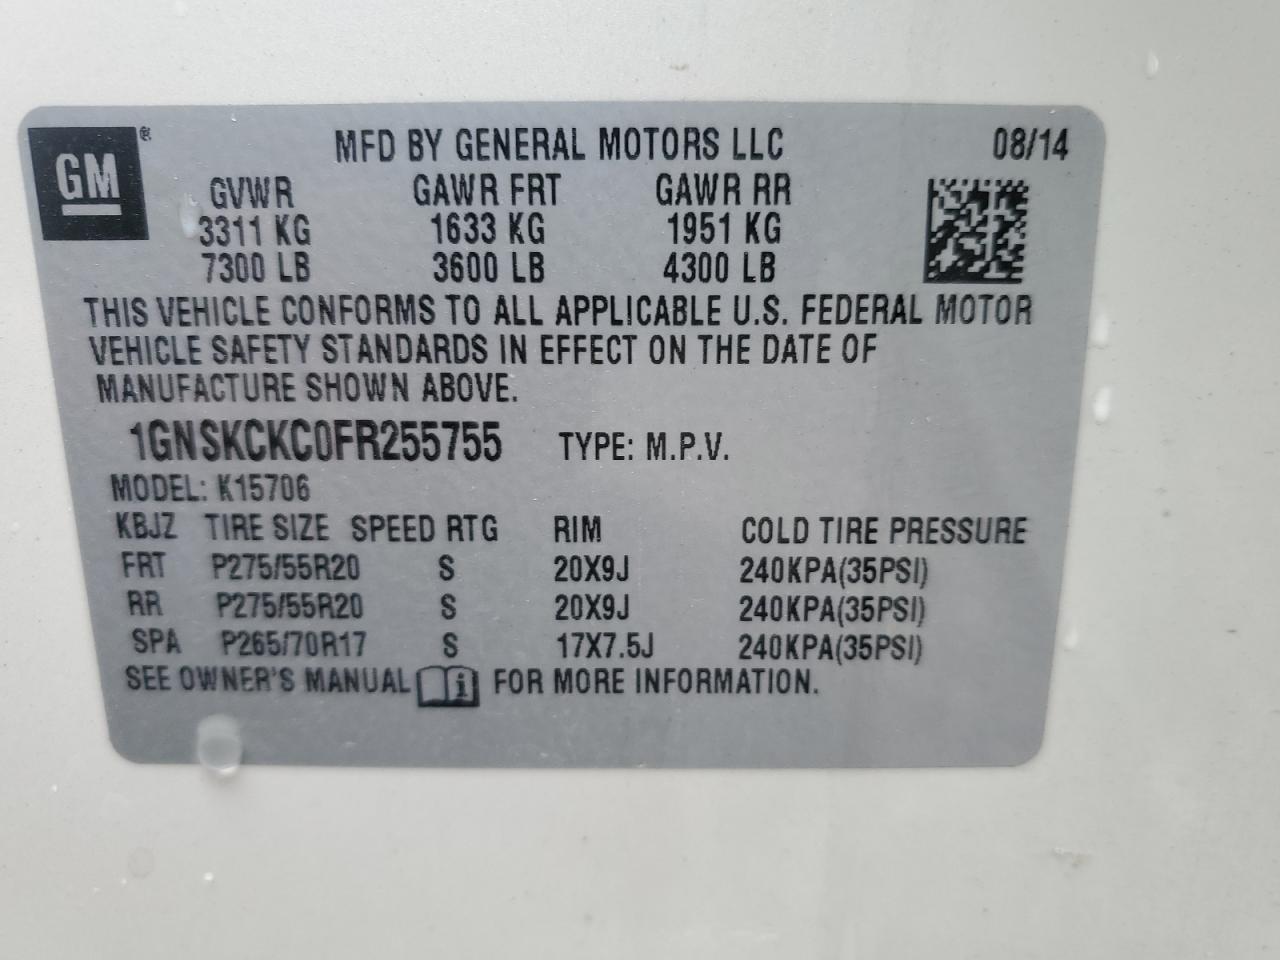 GM®
MFD BY GENERAL MOTORS LLC 08/14
GVWR GAWR FRT GAWR RR
3311 KG 1633 KG 1951 KG
7300 LB 3600 LB 4300 LB
THIS VEHICLE CONFORMS TO ALL APPLICABLE U.S. FEDERAL MOTOR
VEHICLE SAFETY STANDARDS IN EFFECT ON THE DATE OF
MANUFACTURE SHOWN ABOVE.
1GNSKCKC0FR255755 TYPE: M.P.V.
MODEL: K15706
KBJZ TIRE SIZE SPEED RTG RIM COLD TIRE PRESSURE
FRT P275/55R20 S 20X9J 240KPA(35PSI)
RR P275/55R20 S 20X9J 240KPA(35PSI)
SPA P265/70R17 S 17X7.5J 240KPA(35PSI)
SEE OWNER'S MANUAL i FOR MORE INFORMATION.